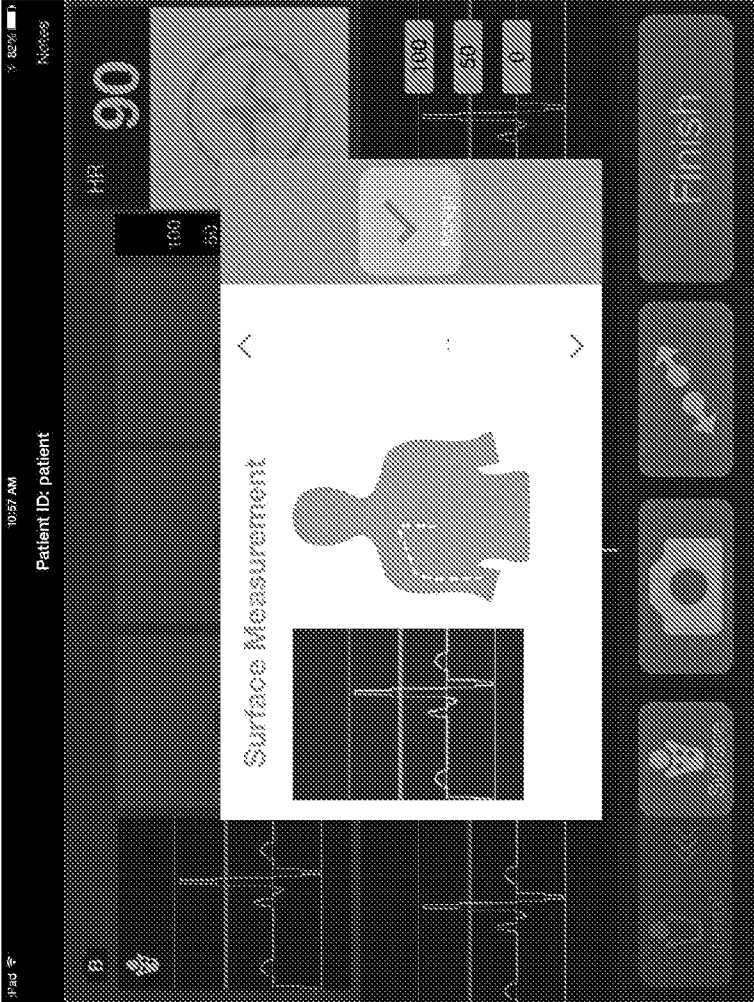 iPad
10:57 AM
82%
Patient ID: patient
Notes
B
HR
90
100
50
Surface Measurement
100
50
0
Finish